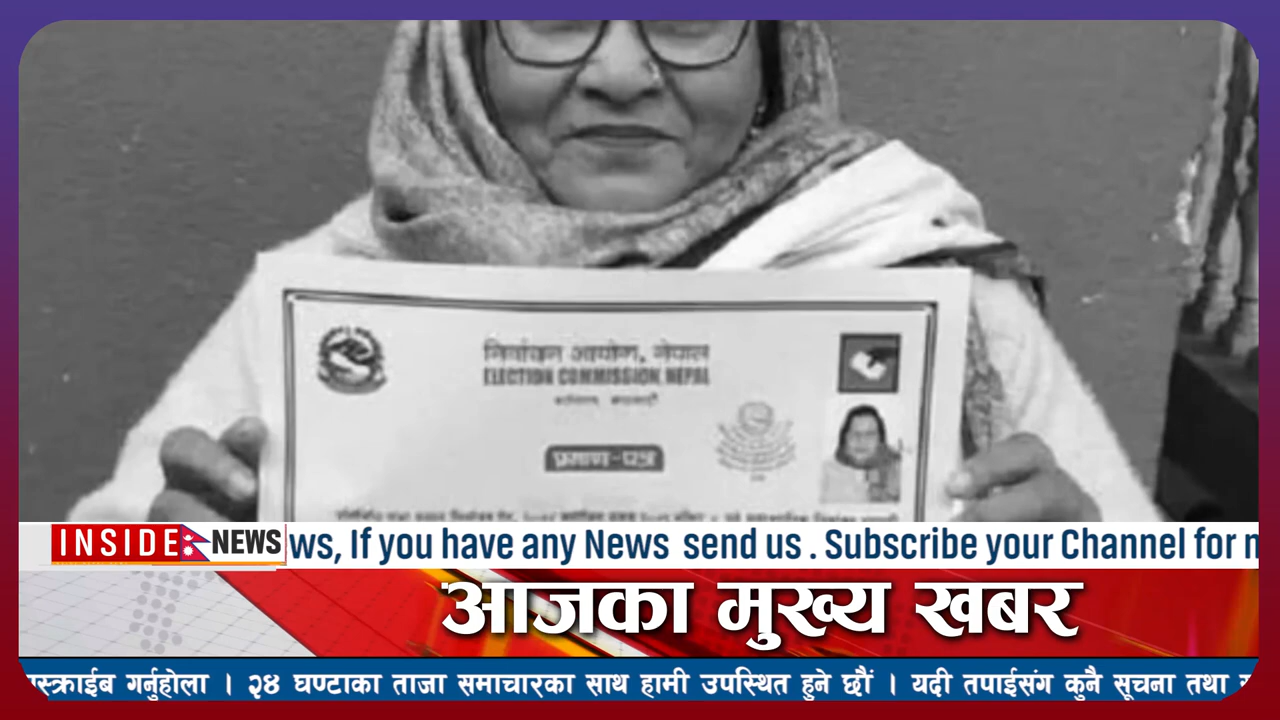 निर्वाचन आयोग, नेपाल
ELECTION COMMISSION, NEPAL
प्रमाण-पत्र
INSIDE NEWS
ws, If you have any News send us . Subscribe your Channel for
आजका मुख्य खबर
स्क्राईब गर्नुहोला । २४ घण्टाका ताजा समाचारका साथ हामी उपस्थित हुने छौं । यदी तपाईसंग कुनै सूचना तथा